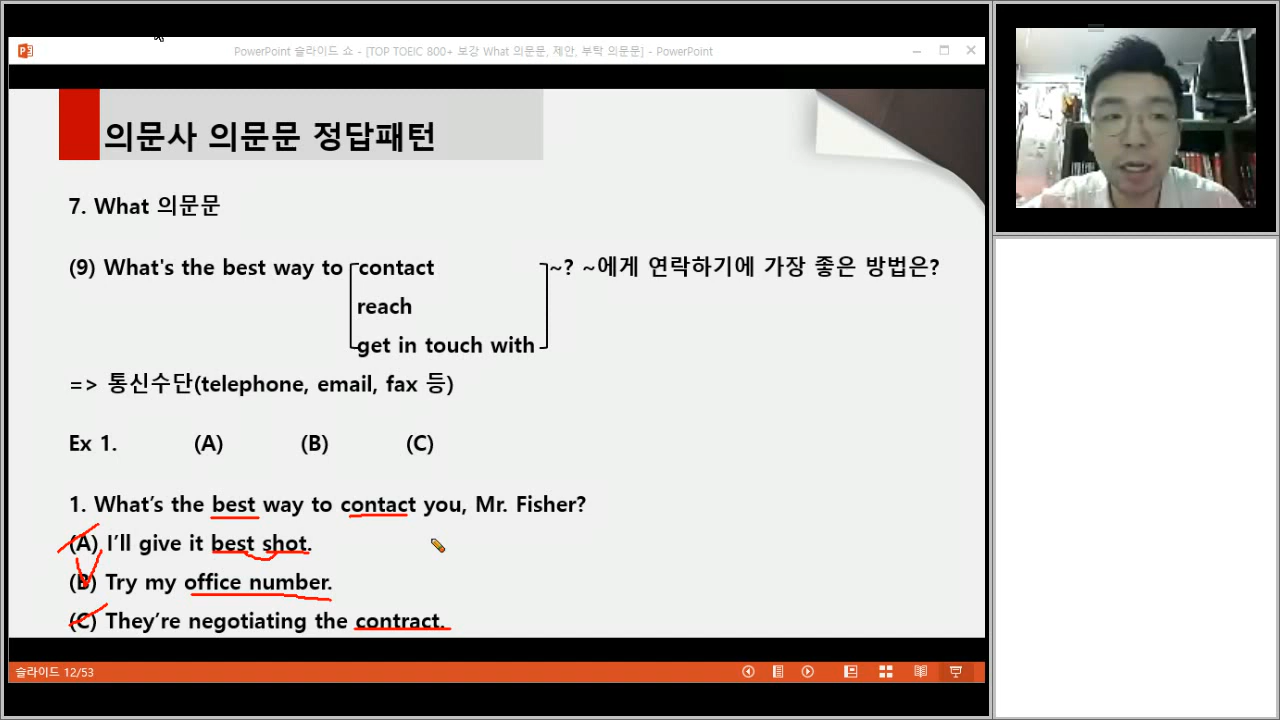 PowerPoint 슬라이드 쇼 - [TOP TOEIC 800+ 보강 What 의문문, 제안, 부탁 의문문] - PowerPoint
의문사 의문문 정답패턴
7. What 의문문
(9) What's the best way to contact ~? ~에게 연락하기에 가장 좋은 방법은?
reach
get in touch with
=> 통신수단(telephone, email, fax 등)
Ex 1. (A) (B) (C)
1. What’s the best way to contact you, Mr. Fisher?
(A) I’ll give it best shot.
(B) Try my office number.
(C) They’re negotiating the contract.
슬라이드 12/53